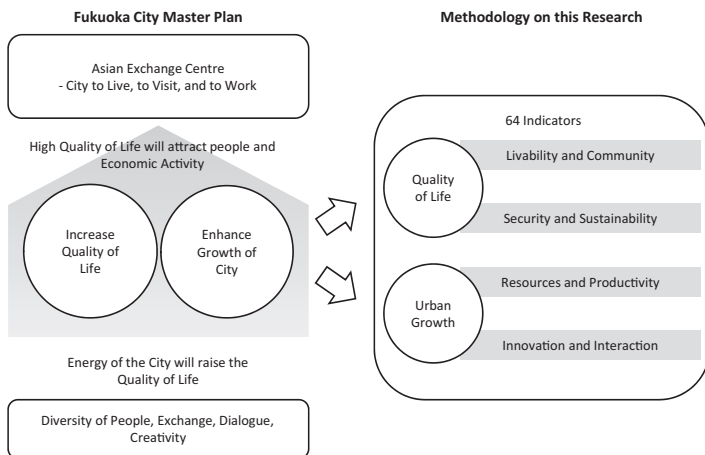 Fukuoka City Master Plan
Asian Exchange Centre
- City to Live, to Visit, and to Work
High Quality of Life will attract people and
Economic Activity
Increase
Quality of
Life
Enhance
Growth of
City
Energy of the City will raise the
Quality of Life
Diversity of People, Exchange, Dialogue,
Creativity
Methodology on this Research
64 Indicators
Quality
of Life
Livability and Community
Security and Sustainability
Urban
Growth
Resources and Productivity
Innovation and Interaction